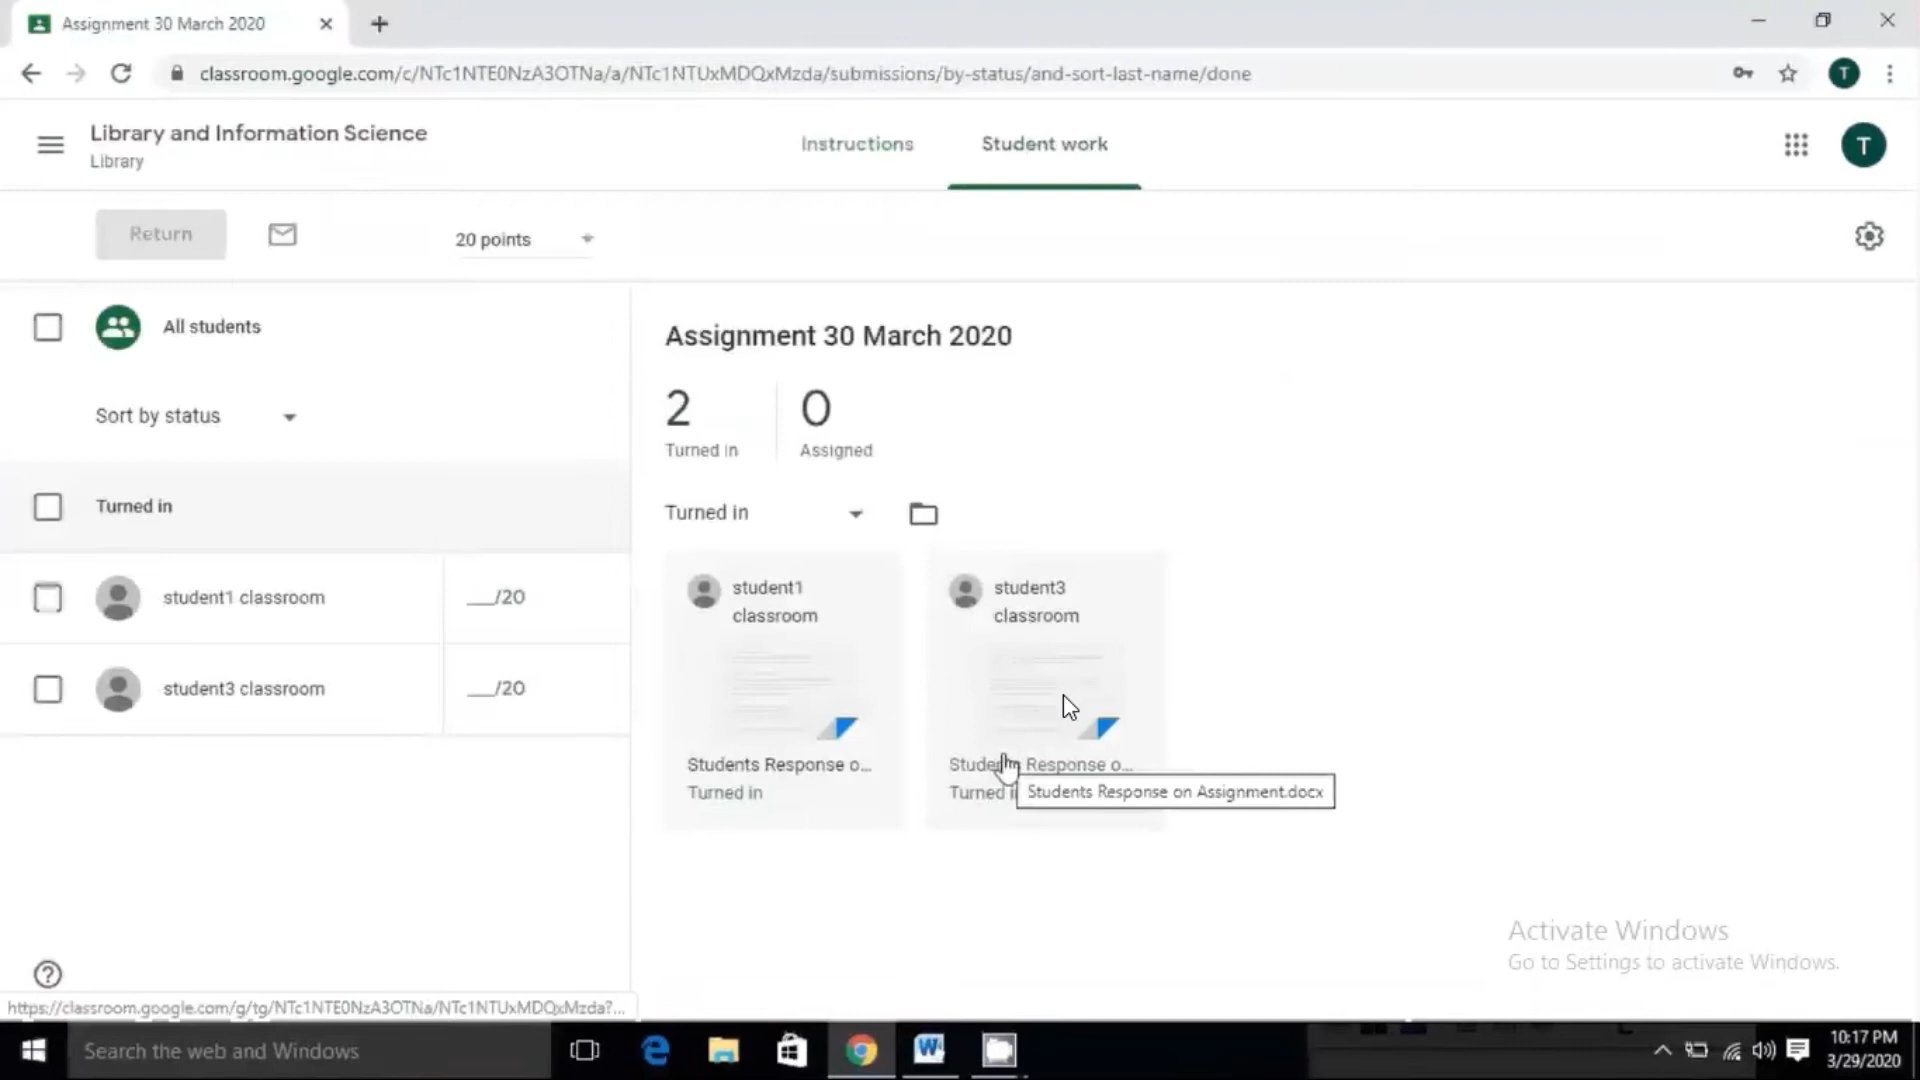 Assignment 30 March 2020
classroom.google.com/c/NTc1NTE0NzA3OTNa/a/NTc1NTUxMDQxMzda/submissions/by-status/and-sort-last-name/done
T
Library and Information Science
Library
Instructions
Student work
T
Return
20 points
All students
Sort by status
Turned in
student1 classroom
___/20
student3 classroom
___/20
Assignment 30 March 2020
2
Turned in
0
Assigned
Turned in
student1
classroom
Students Response o...
Turned in
student3
classroom
Students Response o...
Turned
Students Response on Assignment.docx
Activate Windows
Go to Settings to activate Windows.
https://classroom.google.com/g/tg/NTc1NTE0NzA3OTNa/NTc1NTUxMDQxMzda?...
Search the web and Windows
10:17 PM
3/29/2020